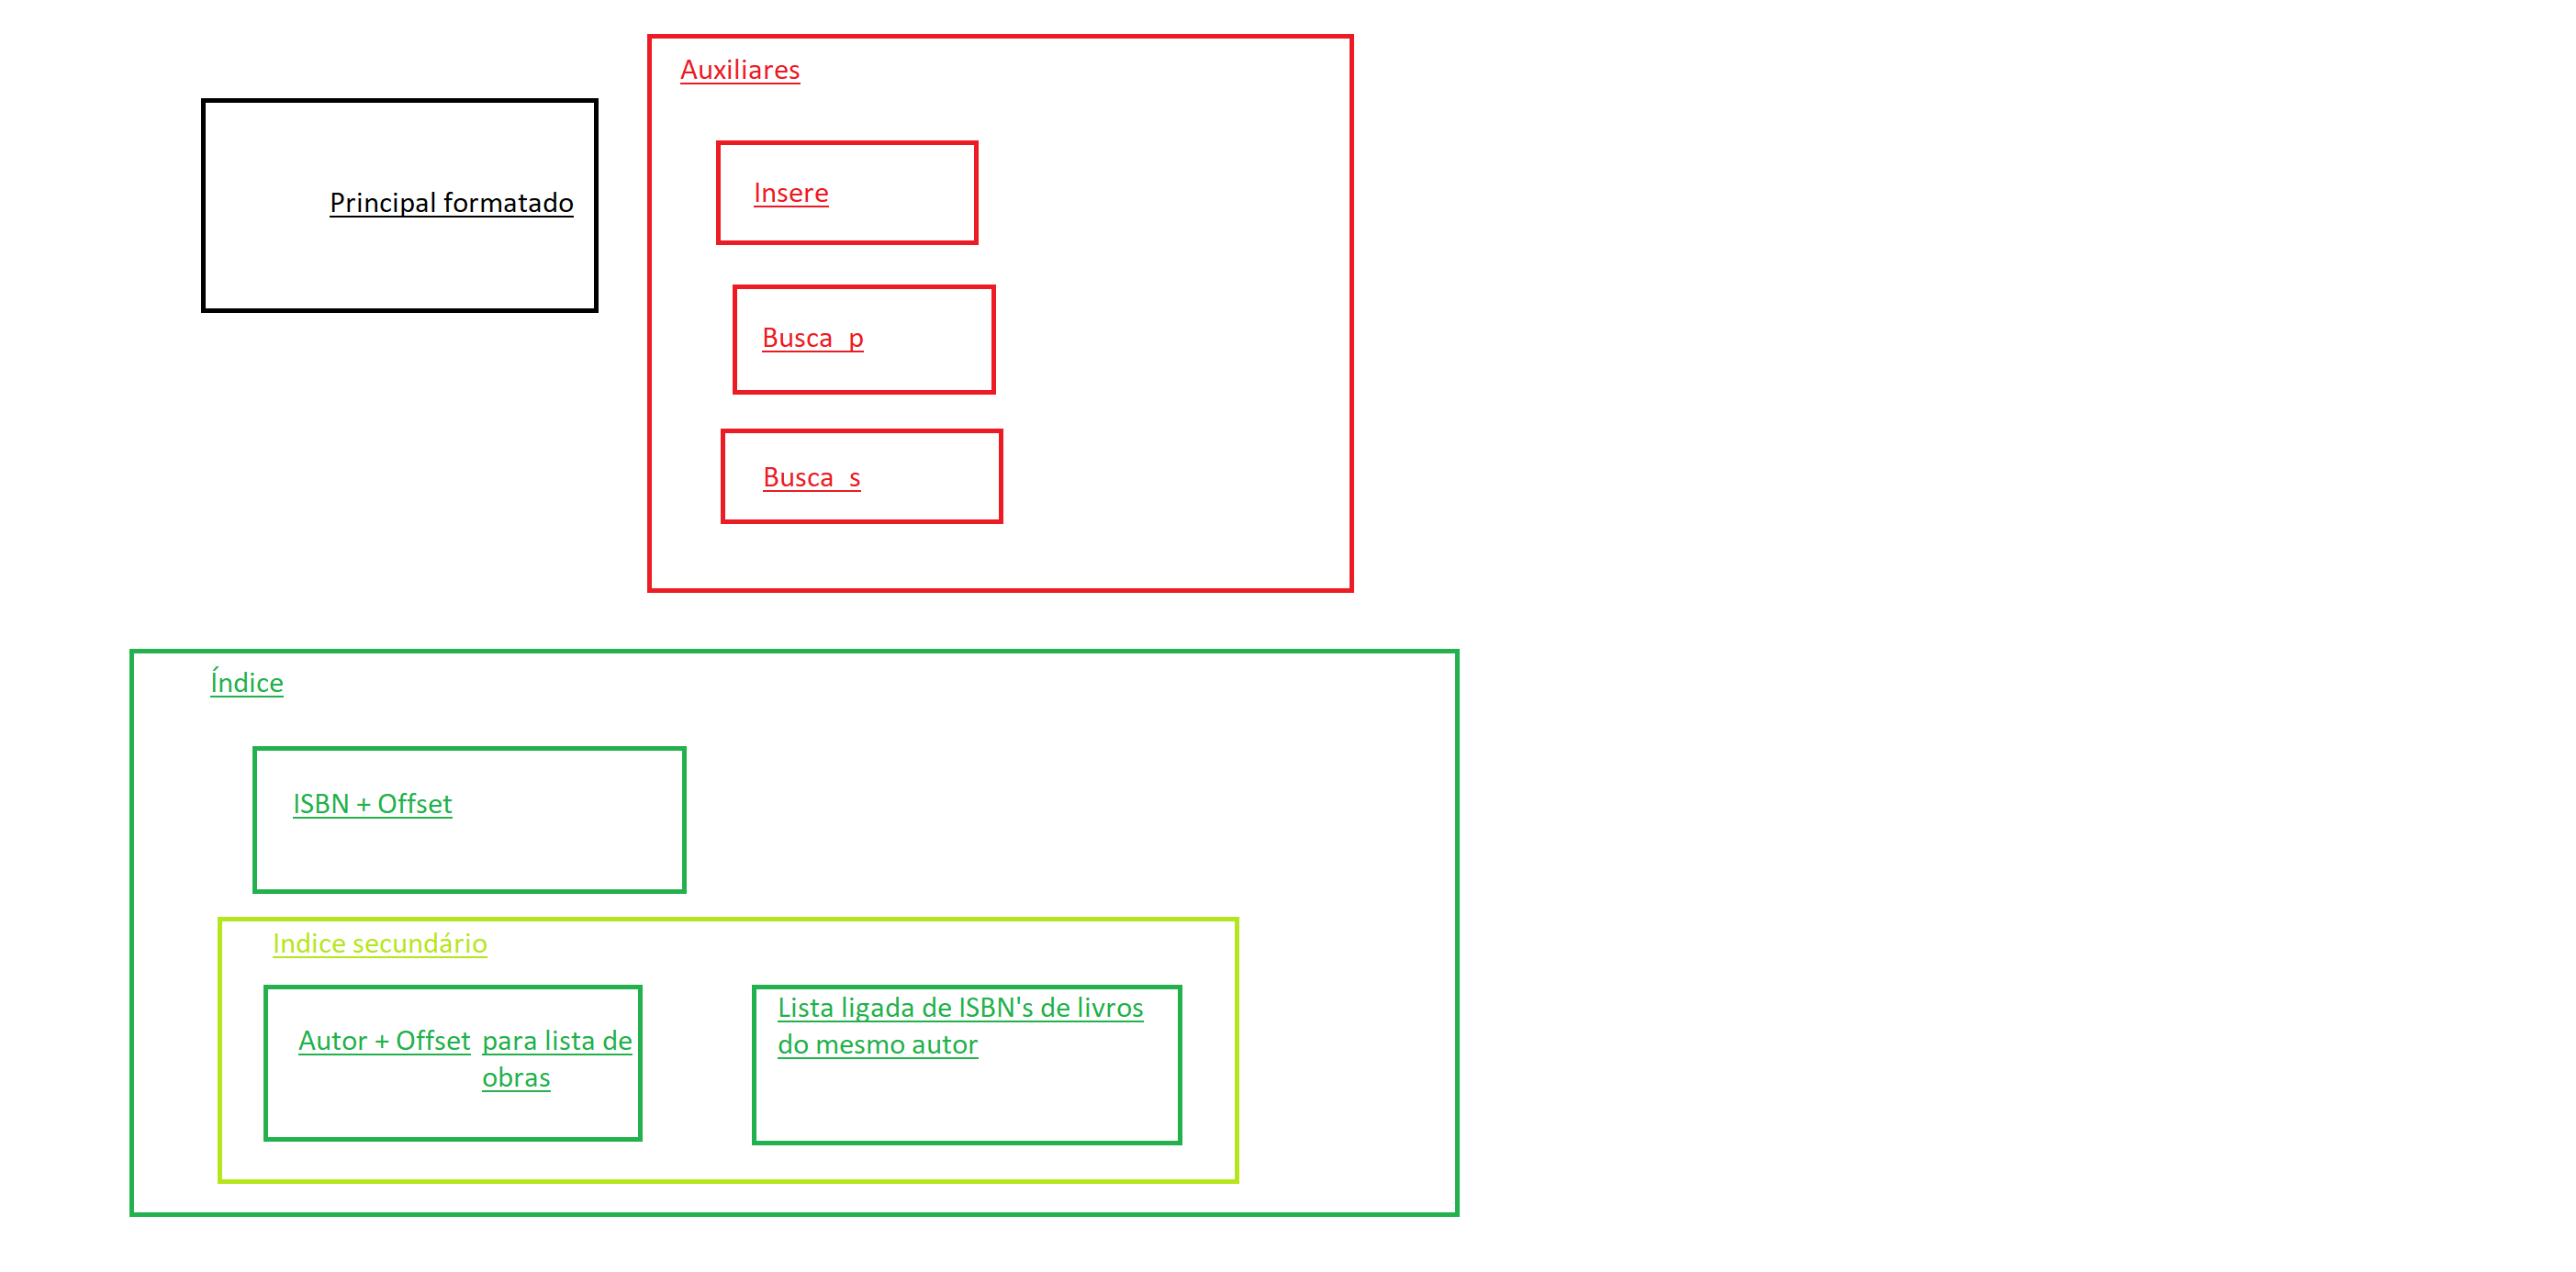 Auxiliares
Principal formatado
Insere
Busca_p
Busca_s
Índice
ISBN + Offset
Indice secundário
Autor + Offset para lista de
obras
Lista ligada de ISBN's de livros
do mesmo autor